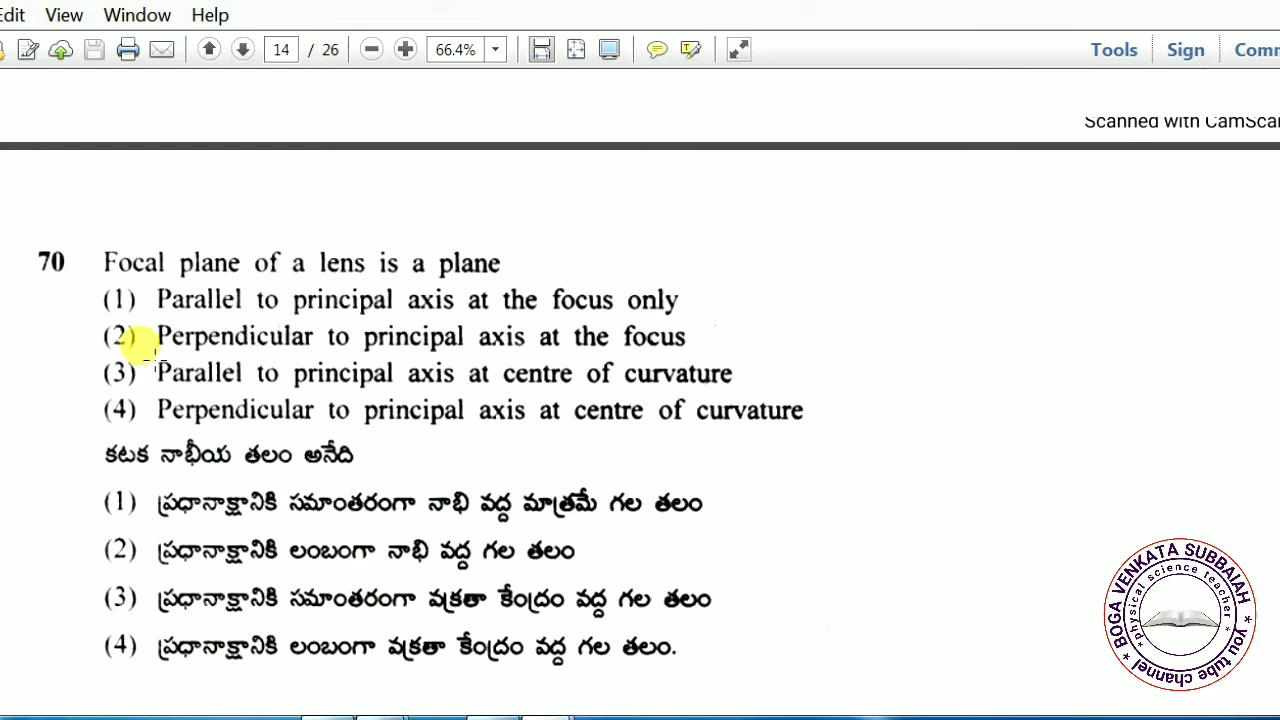 Edit View Window Help
14 / 26 66.4% Tools Sign Comm
Scanned with CamScan
70 Focal plane of a lens is a plane
(1) Parallel to principal axis at the focus only
(2) Perpendicular to principal axis at the focus
(3) Parallel to principal axis at centre of curvature
(4) Perpendicular to principal axis at centre of curvature
కటక నాభీయ తలం అనేది
(1) ప్రధానాక్షానికి సమాంతరంగా నాభి వద్ద మాత్రమే గల తలం
(2) ప్రధానాక్షానికి లంబంగా నాభి వద్ద గల తలం
(3) ప్రధానాక్షానికి సమాంతరంగా వక్రతా కేంద్రం వద్ద గల తలం
(4) ప్రధానాక్షానికి లంబంగా వక్రతా కేంద్రం వద్ద గల తలం.
BOGA VENKATA SUBBAIAH
* physical science teacher *
* you tube channel *